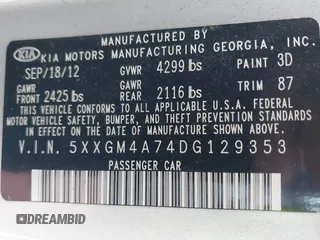 MANUFACTURED BY
KIA KIA MOTORS MANUFACTURING GEORGIA, INC.
SEP/18/12 GVWR 4299 lbs PAINT 3D
GAWR FRONT 2425 lbs GAWR REAR 2116 lbs TRIM 87
THIS VEHICLE CONFORMS TO ALL APPLICABLE U.S. FEDERAL
MOTOR VEHICLE SAFETY, BUMPER, AND THEFT PREVENTION
STANDARDS IN EFFECT ON THE DATE OF MANUFACTURE SHOWN ABOVE.
V.I.N. 5XXGM4A74DG129353
PASSENGER CAR
DREAMBID